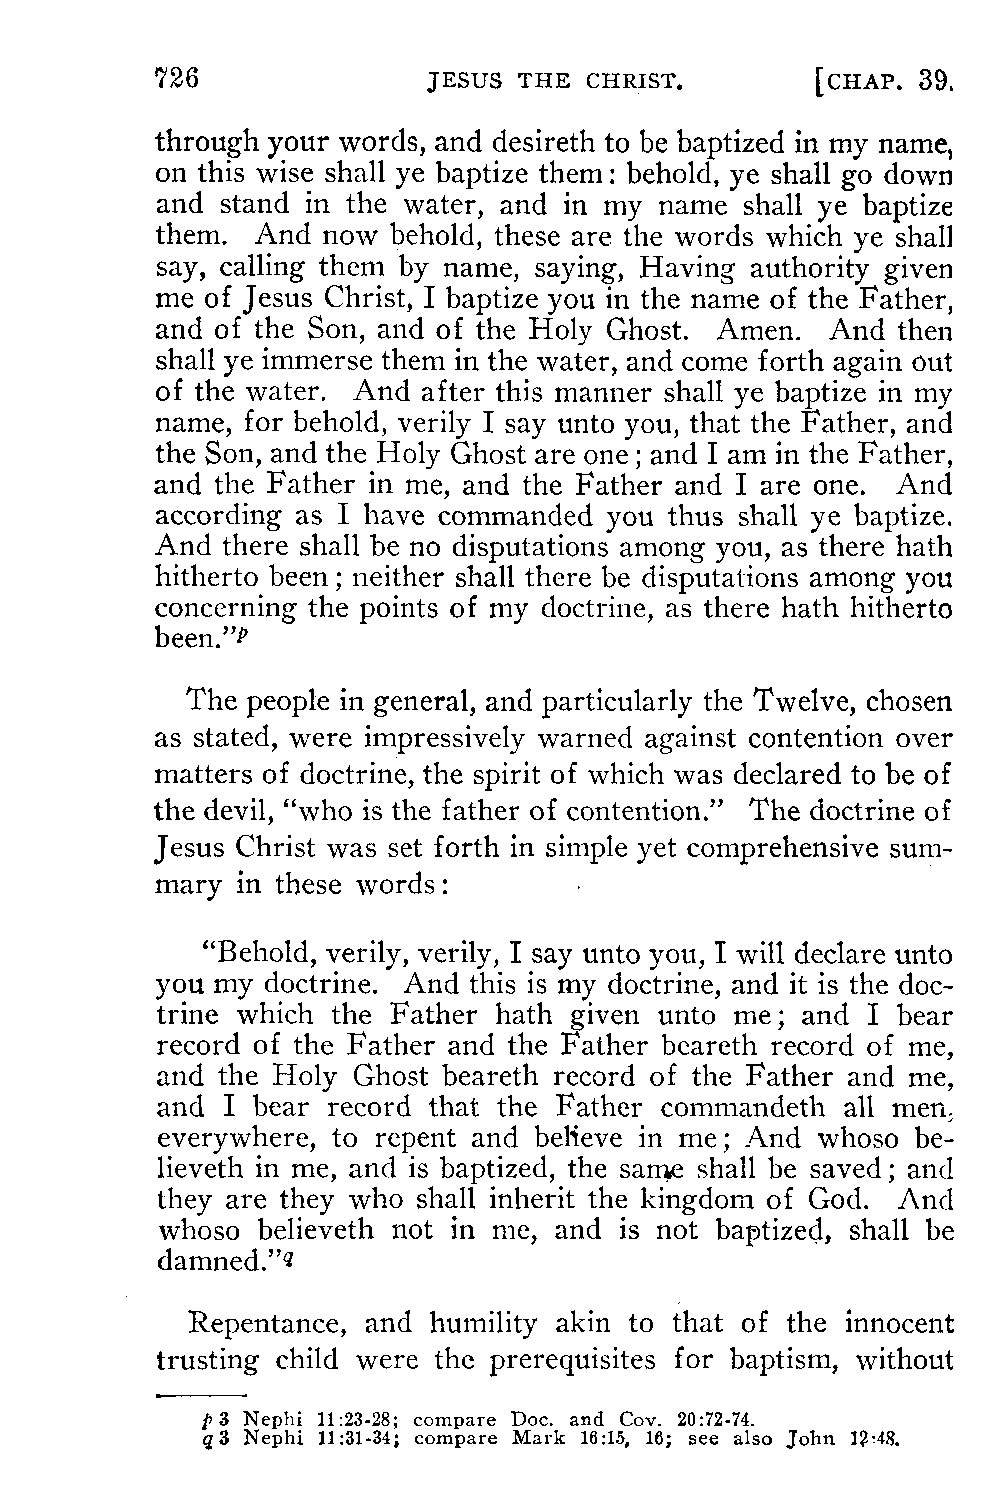 726 JESUS THE CHRIST. [CHAP. 39.
through your words, and desireth to be baptized in my name,
on this wise shall ye baptize them: behold, ye shall go down
and stand in the water, and in my name shall ye baptize
them. And now behold, these are the words which ye shall
say, calling them by name, saying, Having authority given
me of Jesus Christ, I baptize you in the name of the Father,
and of the Son, and of the Holy Ghost. Amen. And then
shall ye immerse them in the water, and come forth again out
of the water. And after this manner shall ye baptize in my
name, for behold, verily I say unto you, that the Father, and
the Son, and the Holy Ghost are one; and I am in the Father,
and the Father in me, and the Father and I are one. And
according as I have commanded you thus shall ye baptize.
And there shall be no disputations among you, as there hath
hitherto been; neither shall there be disputations among you
concerning the points of my doctrine, as there hath hitherto
been."p
The people in general, and particularly the Twelve, chosen
as stated, were impressively warned against contention over
matters of doctrine, the spirit of which was declared to be of
the devil, "who is the father of contention." The doctrine of
Jesus Christ was set forth in simple yet comprehensive sum-
mary in these words:
"Behold, verily, verily, I say unto you, I will declare unto
you my doctrine. And this is my doctrine, and it is the doc-
trine which the Father hath given unto me; and I bear
record of the Father and the Father beareth record of me,
and the Holy Ghost beareth record of the Father and me,
and I bear record that the Father commandeth all men,
everywhere, to repent and believe in me; And whoso be-
lieveth in me, and is baptized, the same shall be saved; and
they are they who shall inherit the kingdom of God. And
whoso believeth not in me, and is not baptized, shall be
damned."q
Repentance, and humility akin to that of the innocent
trusting child were the prerequisites for baptism, without
p 3 Nephi 11:23-28; compare Doc. and Cov. 20:72-74.
q 3 Nephi 11:31-34; compare Mark 16:15, 16; see also John 12:48.